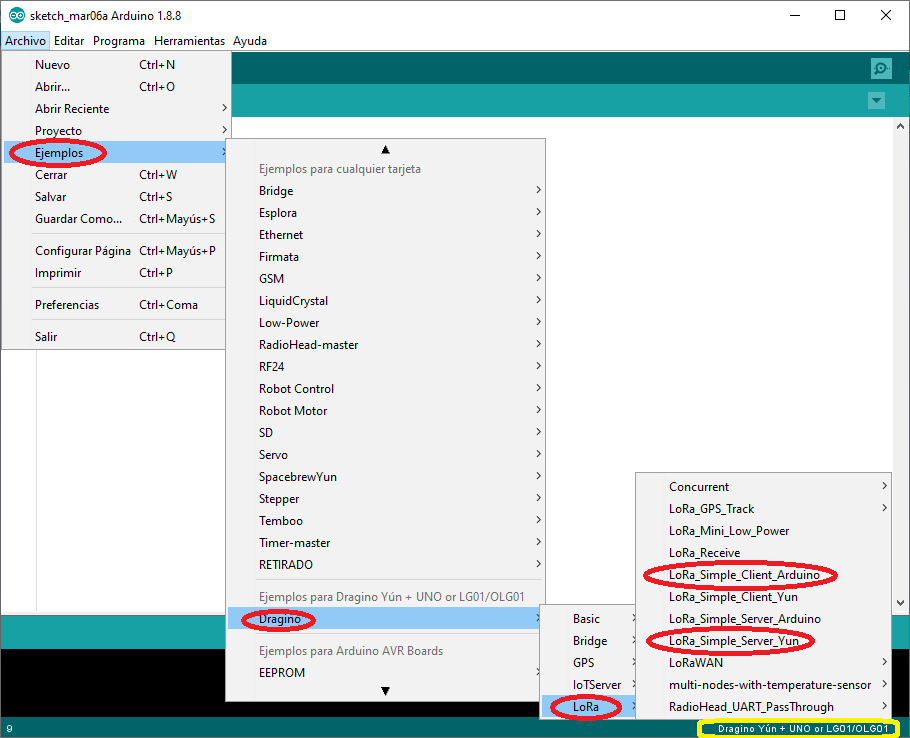 sketch_mar06a Arduino 1.8.8
Archivo Editar Programa Herramientas Ayuda
Nuevo Ctrl+N
Abrir... Ctrl+O
Abrir Reciente
Proyecto
Ejemplos
Cerrar Ctrl+W
Salvar Ctrl+S
Guardar Como... Ctrl+Mayús+S
Configurar Página Ctrl+Mayús+P
Imprimir Ctrl+P
Preferencias Ctrl+Coma
Salir Ctrl+Q
Ejemplos para cualquier tarjeta
Bridge
Esplora
Ethernet
Firmata
GSM
LiquidCrystal
Low-Power
RadioHead-master
RF24
Robot Control
Robot Motor
SD
Servo
SpacebrewYun
Stepper
Temboo
Timer-master
RETIRADO
Ejemplos para Dragino Yún + UNO or LG01/OLG01
Dragino
Ejemplos para Arduino AVR Boards
EEPROM
Basic
Bridge
GPS
IoTServer
LoRa
Concurrent
LoRa_GPS_Track
LoRa_Mini_Low_Power
LoRa_Receive
LoRa_Simple_Client_Arduino
LoRa_Simple_Client_Yun
LoRa_Simple_Server_Arduino
LoRa_Simple_Server_Yun
LoRaWAN
multi-nodes-with-temperature-sensor
RadioHead_UART_PassThrough
9
Dragino Yún + UNO or LG01/OLG01